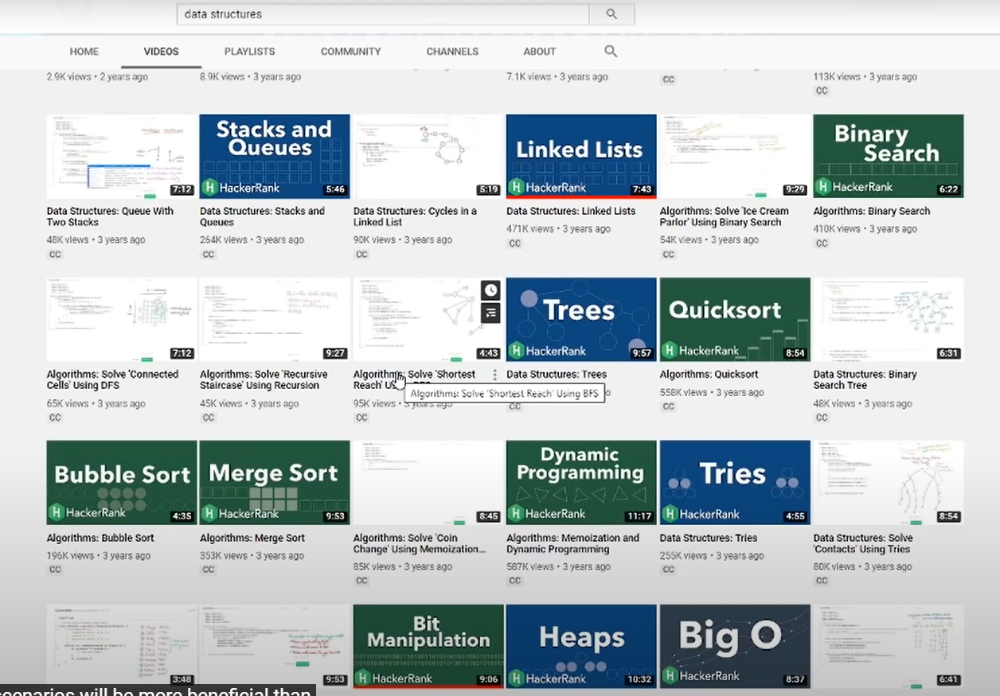 data structures
HOME VIDEOS PLAYLISTS COMMUNITY CHANNELS ABOUT
2.9K views • 2 years ago
8.9K views • 3 years ago
7.1K views • 3 years ago
CC
113K views • 3 years ago
CC
7:12
Data Structures: Queue With
Two Stacks
48K views • 3 years ago
CC
Stacks and
Queues
HackerRank
5:46
Data Structures: Stacks and
Queues
264K views • 3 years ago
CC
5:19
Data Structures: Cycles in a
Linked List
90K views • 3 years ago
CC
Linked Lists
HackerRank
7:43
Data Structures: Linked Lists
471K views • 3 years ago
CC
9:29
Algorithms: Solve 'Ice Cream
Parlor' Using Binary Search
54K views • 3 years ago
CC
Binary
Search
HackerRank
6:22
Algorithms: Binary Search
410K views • 3 years ago
CC
7:12
Algorithms: Solve 'Connected
Cells' Using DFS
65K views • 3 years ago
CC
9:27
Algorithms: Solve 'Recursive
Staircase' Using Recursion
45K views • 3 years ago
CC
4:43
Algorithms: Solve 'Shortest
Reach'
Algorithms: Solve 'Shortest Reach' Using BFS
95K views • 3 years ago
CC
Trees
HackerRank
9:57
Data Structures: Trees
CC
Quicksort
HackerRank
8:54
Algorithms: Quicksort
558K views • 3 years ago
CC
6:31
Data Structures: Binary
Search Tree
48K views • 3 years ago
CC
Bubble Sort
HackerRank
4:35
Algorithms: Bubble Sort
196K views • 3 years ago
CC
Merge Sort
HackerRank
9:53
Algorithms: Merge Sort
353K views • 3 years ago
CC
8:45
Algorithms: Solve 'Coin
Change' Using Memoization...
85K views • 3 years ago
CC
Dynamic
Programming
HackerRank
11:17
Algorithms: Memoization and
Dynamic Programming
587K views • 3 years ago
CC
Tries
HackerRank
4:55
Data Structures: Tries
255K views • 3 years ago
CC
8:54
Data Structures: Solve
'Contacts' Using Tries
80K views • 3 years ago
CC
3:48
9:53
Bit
Manipulation
HackerRank
9:06
Heaps
HackerRank
10:32
Big O
HackerRank
8:37
6:41
scenarios will be more beneficial than